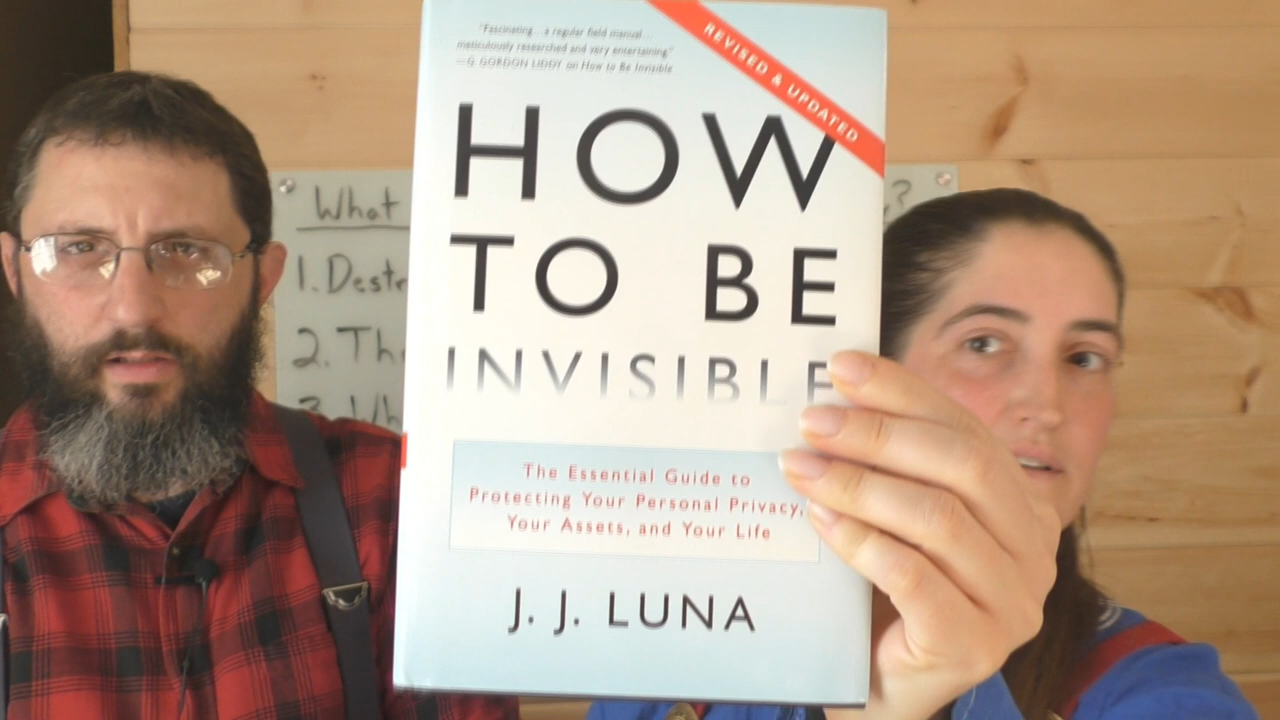 "Fascinating...a regular field manual...
meticulously researched and very entertaining."
—G. GORDON LIDDY on How to Be Invisible
REVISED & UPDATED
HOW
TO BE
INVISIBLE
The Essential Guide to
Protecting Your Personal Privacy,
Your Assets, and Your Life
J. J. LUNA
What
?
1. Destr
2. Th
3. Wh